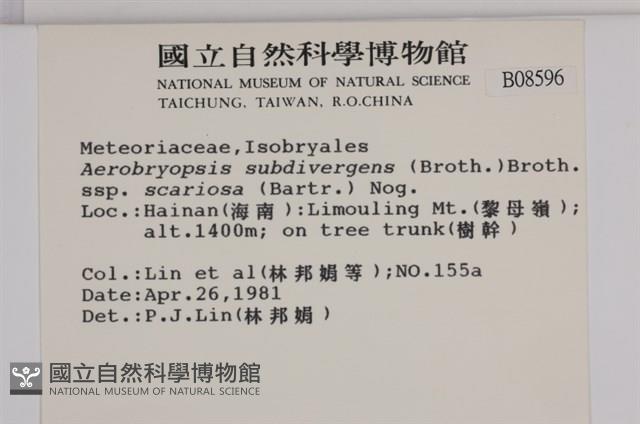 國立自然科學博物館
NATIONAL MUSEUM OF NATURAL SCIENCE
TAICHUNG, TAIWAN, R.O.CHINA
B08596
Meteoriaceae,Isobryales
Aerobryopsis subdivergens (Broth.)Broth.
ssp. scariosa (Bartr.) Nog.
Loc.:Hainan(海南):Limouling Mt.(黎母嶺);
alt.1400m; on tree trunk(樹幹)
Col.:Lin et al(林邦娟等);NO.155a
Date:Apr.26,1981
Det.:P.J.Lin(林邦娟)
國立自然科學博物館
NATIONAL MUSEUM OF NATURAL SCIENCE